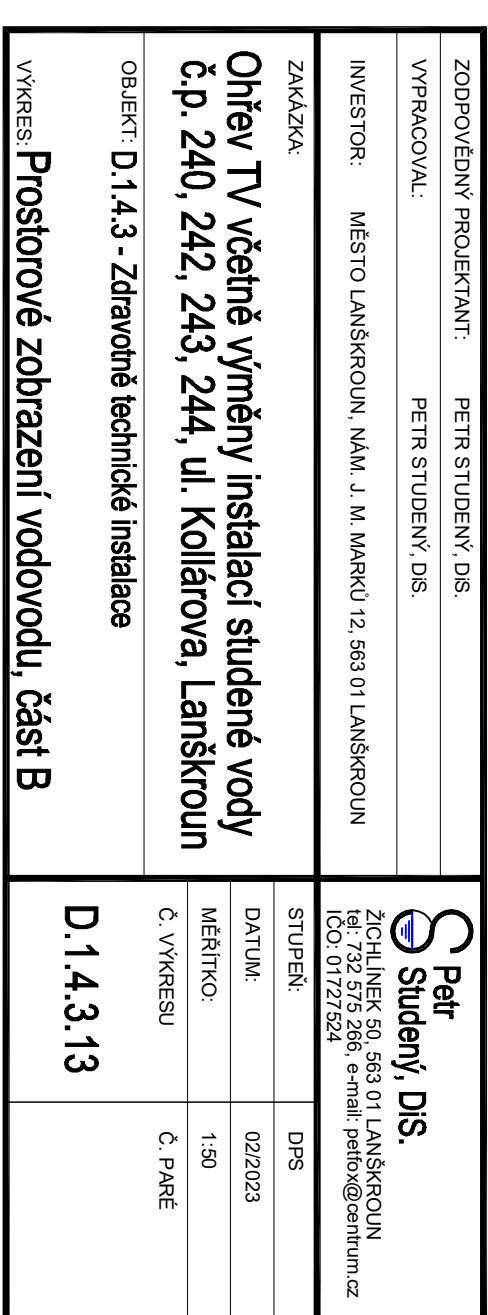 ZODPOVĚDNÝ PROJEKTANT: PETR STUDENÝ, DiS.
VYPRACOVAL: PETR STUDENÝ, DiS.
INVESTOR: MĚSTO LANŠKROUN, NÁM. J. M. MARKŮ 12, 563 01 LANŠKROUN
Petr
Studený, DiS.
ŽICHLÍNEK 50, 563 01 LANŠKROUN
tel: 732 575 266, e-mail: petfox@centrum.cz
IČO: 01727524
ZAKÁZKA:
Ohřev TV včetně výměny instalací studené vody
č.p. 240, 242, 243, 244, ul. Kollárova, Lanškroun
OBJEKT: D.1.4.3 - Zdravotně technické instalace
VÝKRES: Prostorové zobrazení vodovodu, část B
STUPEŇ: DPS
DATUM: 02/2023
MĚŘÍTKO: 1:50
Č. VÝKRESU Č. PARÉ
D.1.4.3.13